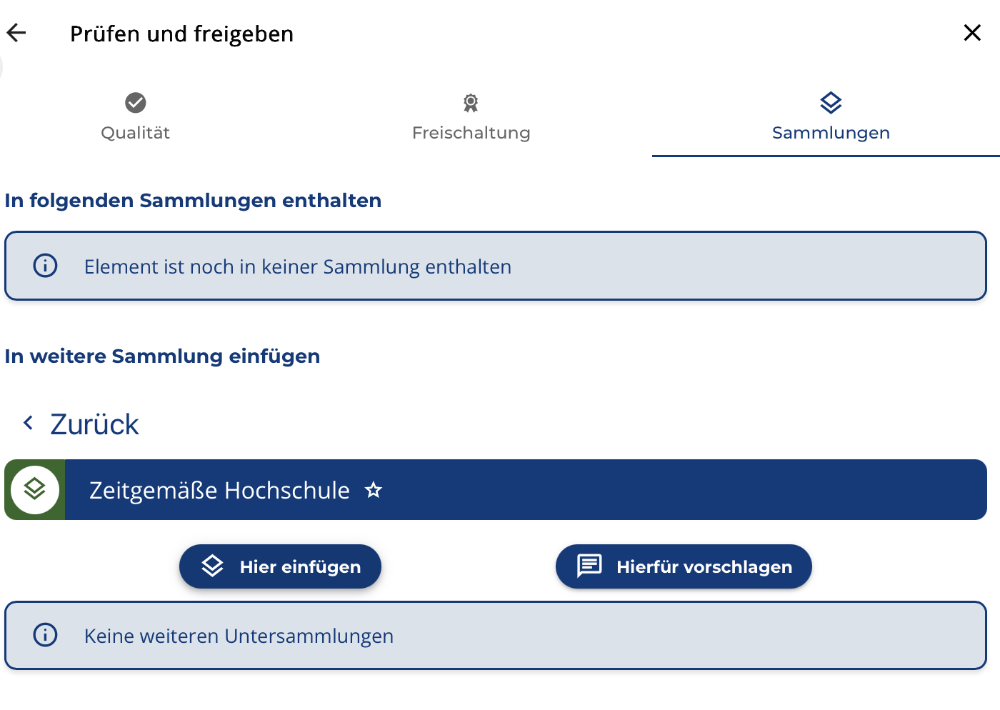 Prüfen und freigeben
Qualität
Freischaltung
Sammlungen
In folgenden Sammlungen enthalten
Element ist noch in keiner Sammlung enthalten
In weitere Sammlung einfügen
Zurück
Zeitgemäße Hochschule
Hier einfügen
Hierfür vorschlagen
Keine weiteren Untersammlungen